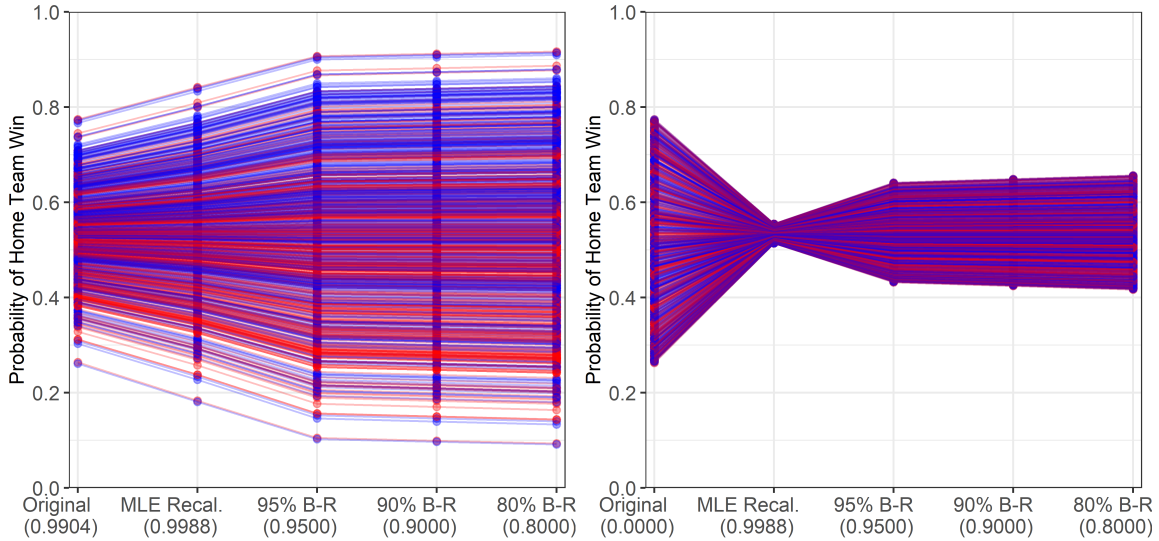 Probability of Home Team Win
1.0
0.8
0.6
0.4
0.2
0.0
Original
(0.9904)
MLE Recal.
(0.9988)
95% B-R
(0.9500)
90% B-R
(0.9000)
80% B-R
(0.8000)
Probability of Home Team Win
1.0
0.8
0.6
0.4
0.2
0.0
Original
(0.0000)
MLE Recal.
(0.9988)
95% B-R
(0.9500)
90% B-R
(0.9000)
80% B-R
(0.8000)